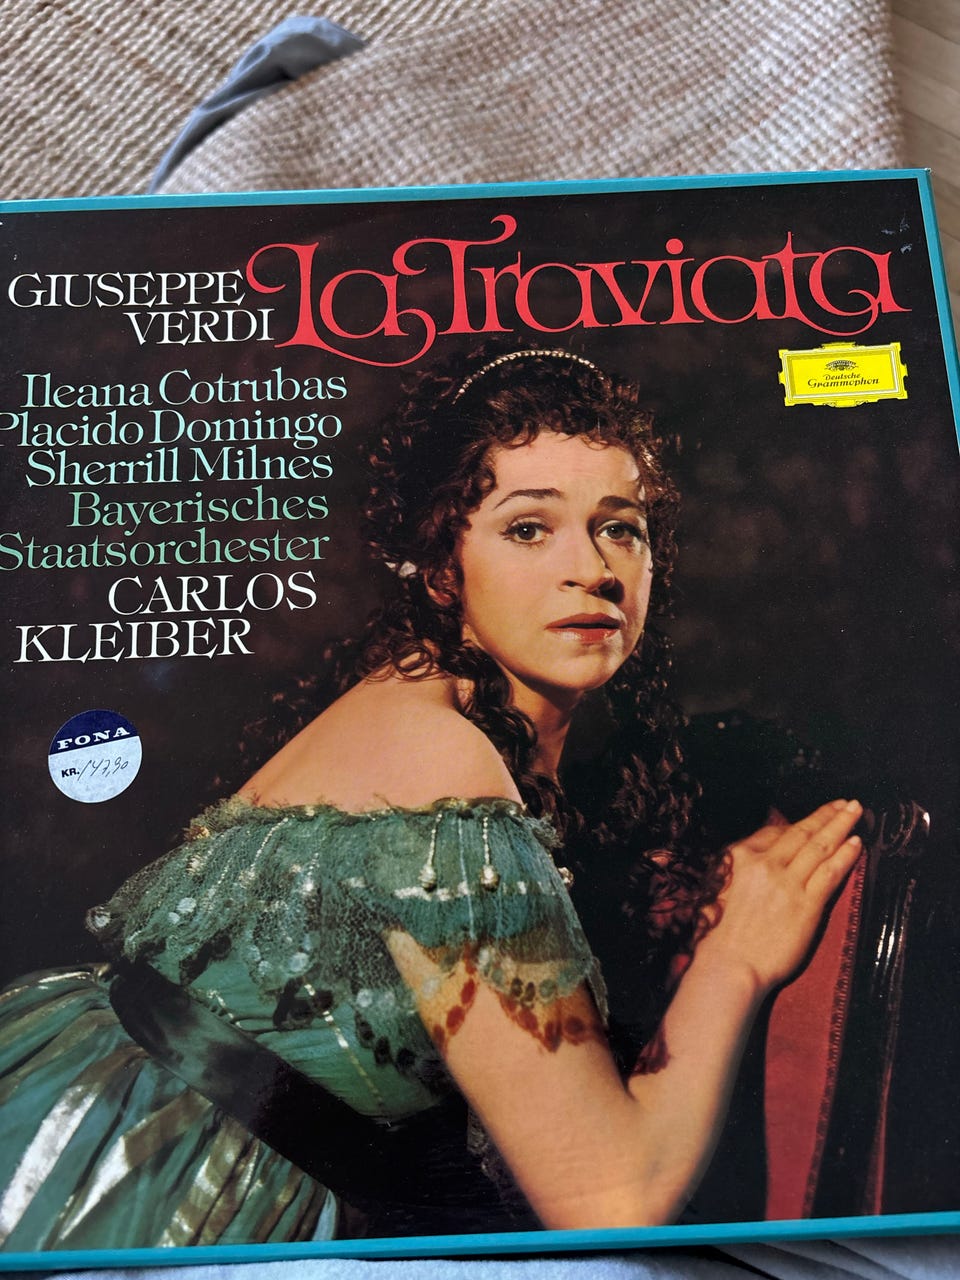 GIUSEPPE
VERDI
La Traviata
Deutsche
Grammophon
Ileana Cotrubas
Placido Domingo
Sherrill Milnes
Bayerisches
Staatsorchester
CARLOS
KLEIBER
FONA
KR. 147,90